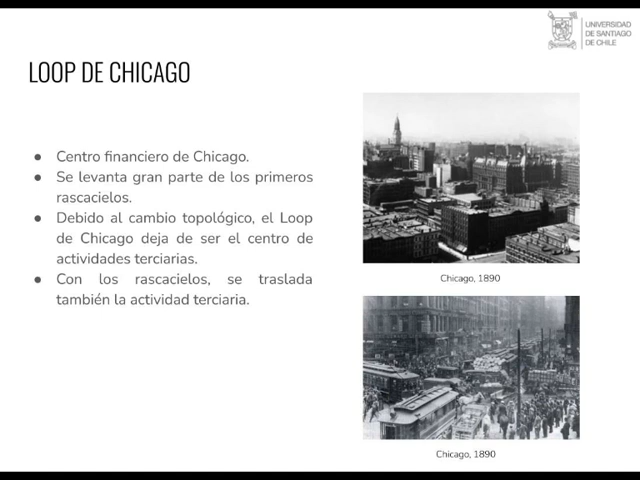 UNIVERSIDAD
DE SANTIAGO
DE CHILE
LOOP DE CHICAGO
● Centro financiero de Chicago.
● Se levanta gran parte de los primeros
rascacielos.
● Debido al cambio topológico, el Loop
de Chicago deja de ser el centro de
actividades terciarias.
● Con los rascacielos, se traslada
también la actividad terciaria.
Chicago, 1890
Chicago, 1890